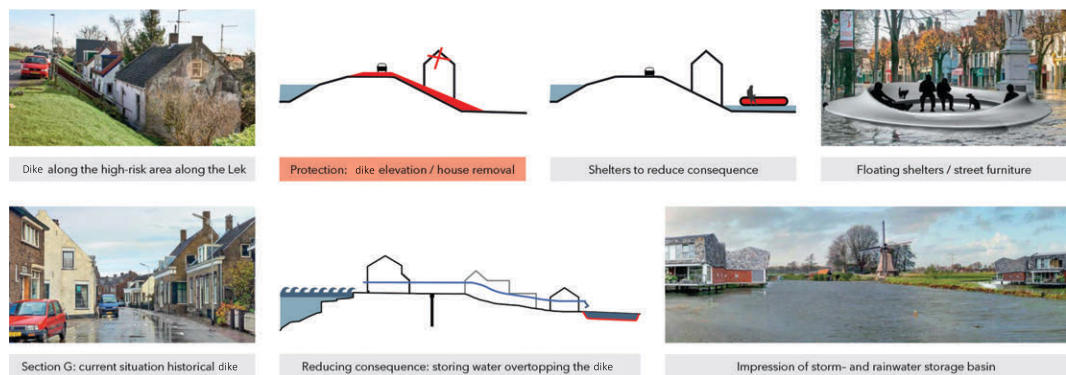 Dike along the high-risk area along the Lek
Protection: dike elevation / house removal
Shelters to reduce consequence
Floating shelters / street furniture
Section G: current situation historical dike
Reducing consequence: storing water overtopping the dike
Impression of storm- and rainwater storage basin